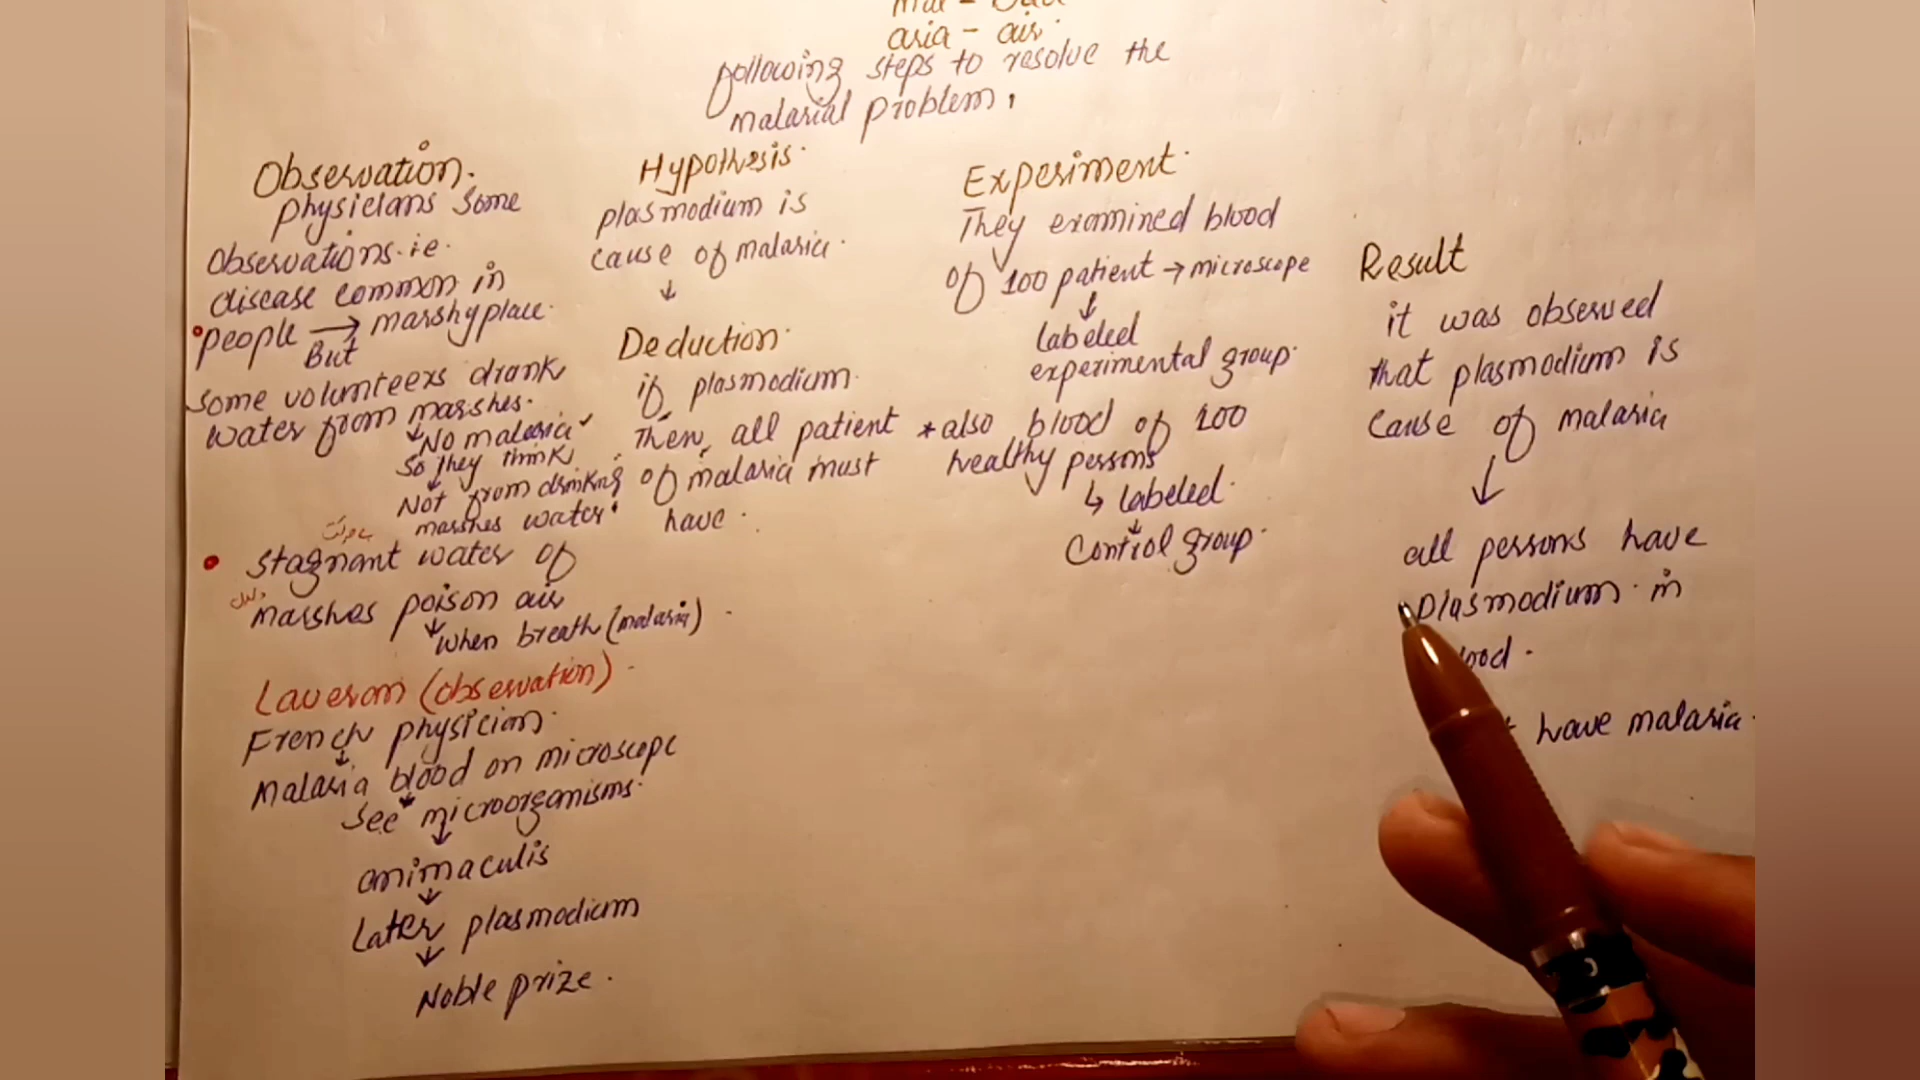 aria - air.
following steps to resolve the
malarial problem,
Observation.
physicians some
Observations. ie.
disease common in
people → marshy place.
But
some volunteers drank
water from marshes.
↓ No malaria ✓
So they think
Not from drinking
marshes water.
stagnant water of
marshes poison air
↓ when breath (malaria)
Laveran (observation)
French physician.
Malaria blood on microscope
see microorganisms.
animaculis
↓
Later plasmodium
↓
Noble prize.
Hypothesis.
plasmodium is
cause of malaria.
↓
Deduction.
if plasmodium.
Then, all patient
of malaria must
have.
Experiment.
They examined blood
of 100 patient → microscope
↓
labeled
experimental group.
* also blood of 100
healthy persons
↳ labeled.
Control group.
Result
it was observed
that plasmodium is
cause of malaria
↓
all persons have
plasmodium in
have malaria.